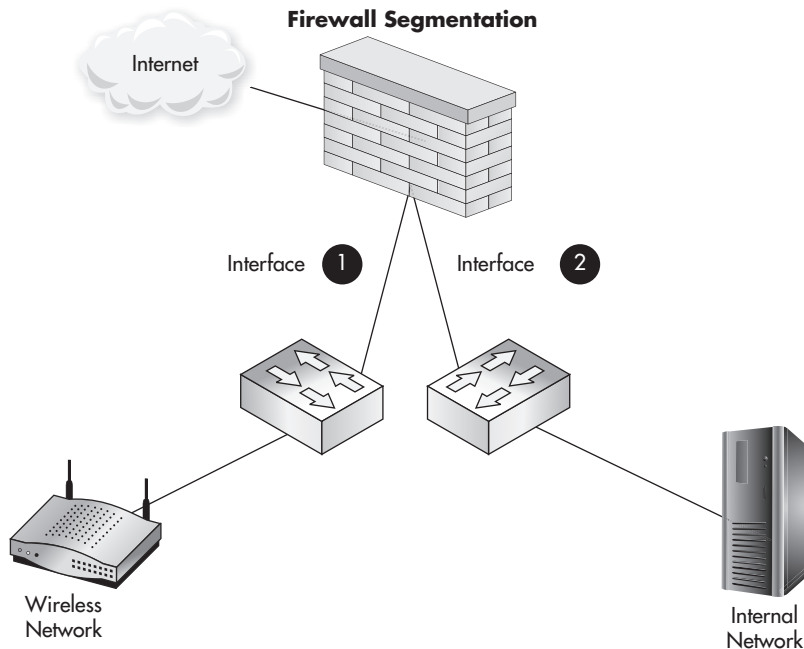 Firewall Segmentation
Internet
Interface 1
Interface 2
Wireless
Network
Internal
Network